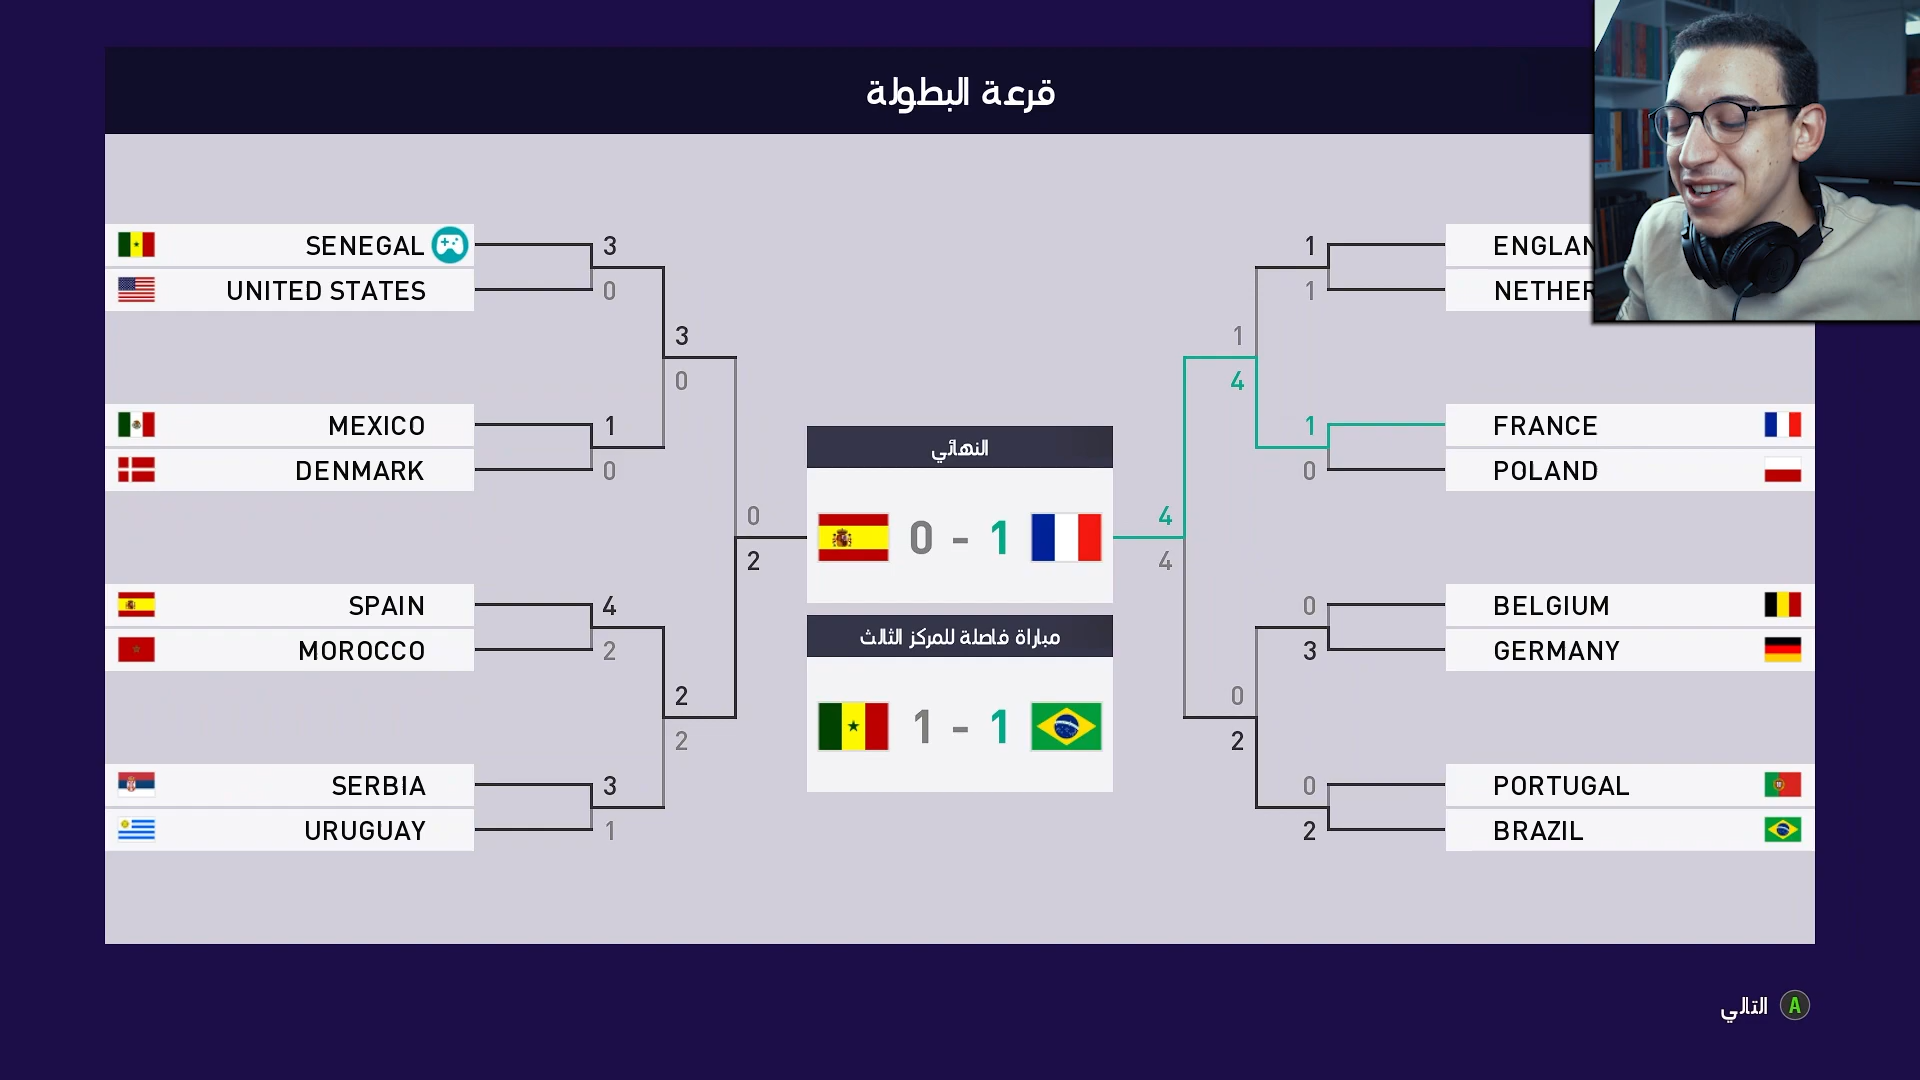 قرعة البطولة
SENEGAL 3
UNITED STATES 0
3
0
MEXICO 1
DENMARK 0
0
2
SPAIN 4
MOROCCO 2
2
2
SERBIA 3
URUGUAY 1
النهائي
0 - 1
مباراة فاصلة للمركز الثالث
1 - 1
1 ENGLAN
1 NETHER
1
4
1 FRANCE
0 POLAND
4
4
0 BELGIUM
3 GERMANY
0
2
0 PORTUGAL
2 BRAZIL
التالي A